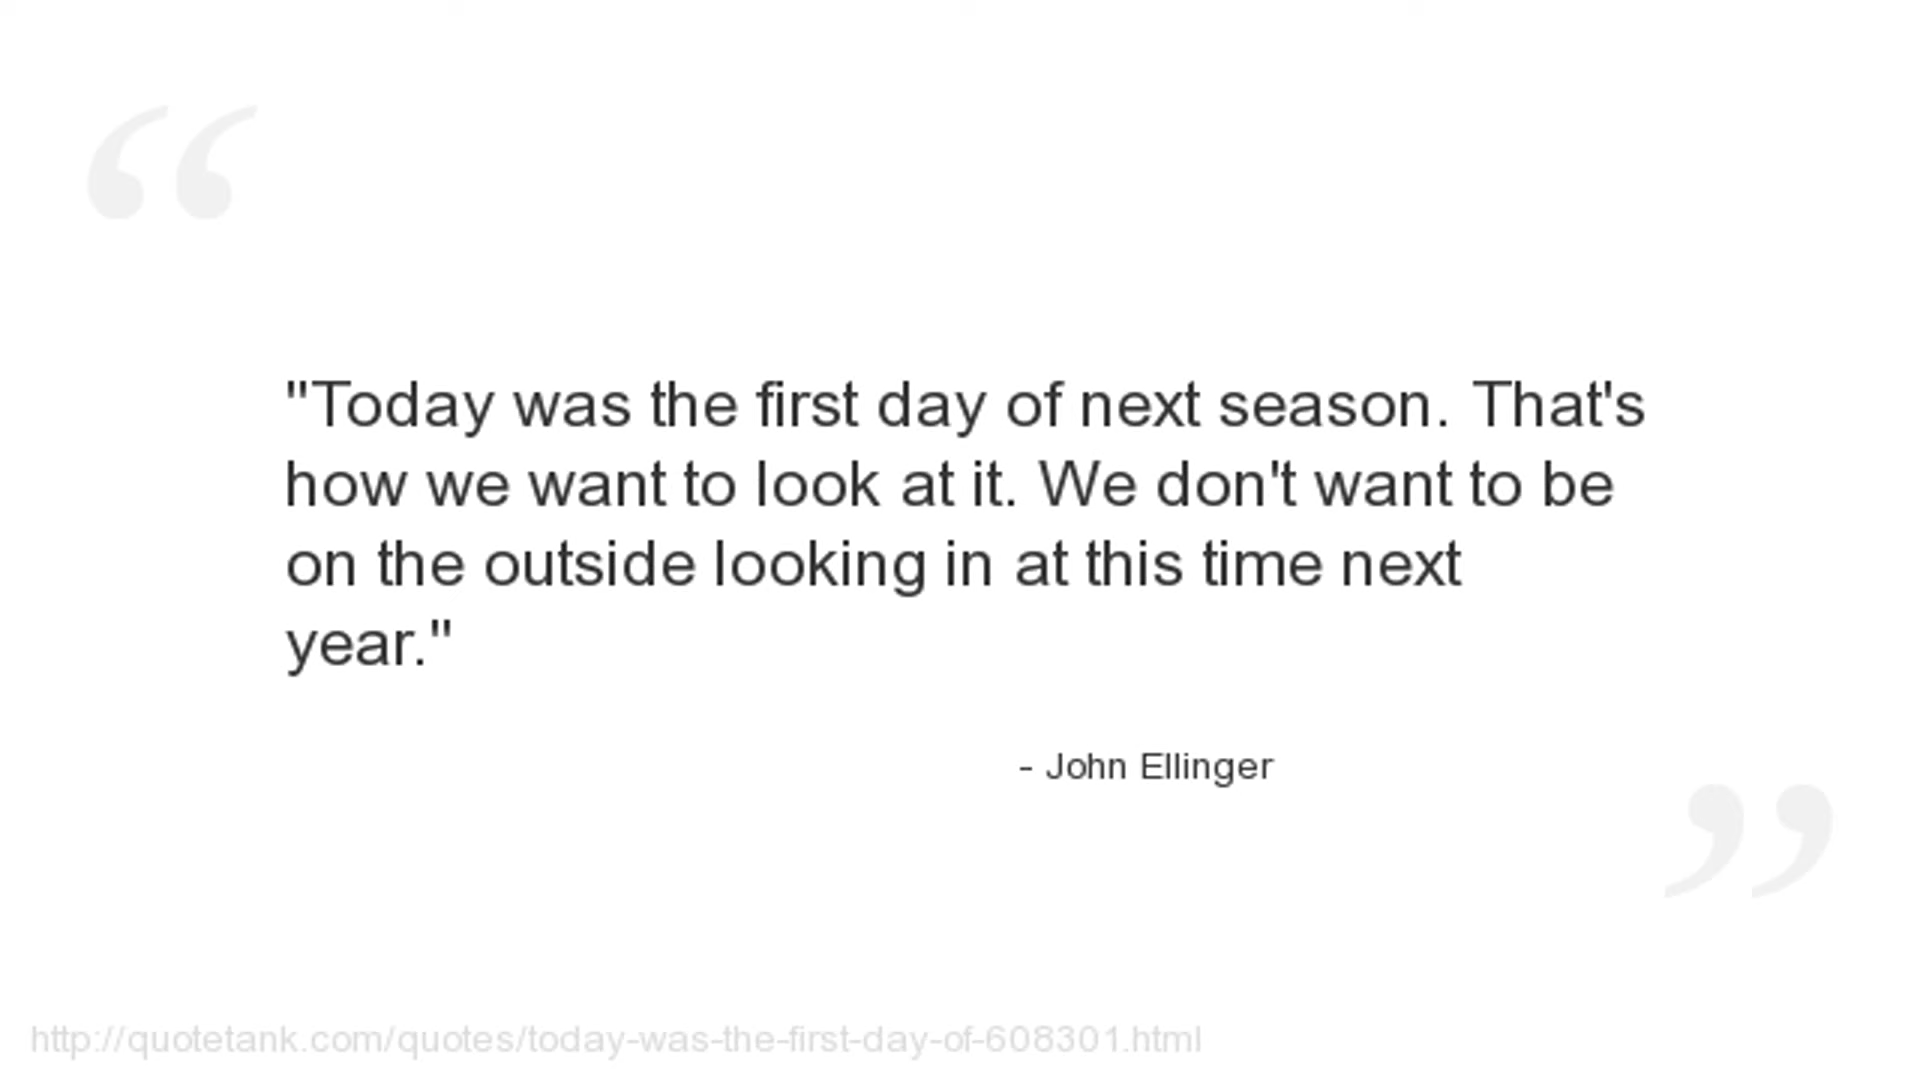 "Today was the first day of next season. That's
how we want to look at it. We don't want to be
on the outside looking in at this time next
year."
- John Ellinger
http://quotetank.com/quotes/today-was-the-first-day-of-608301.html